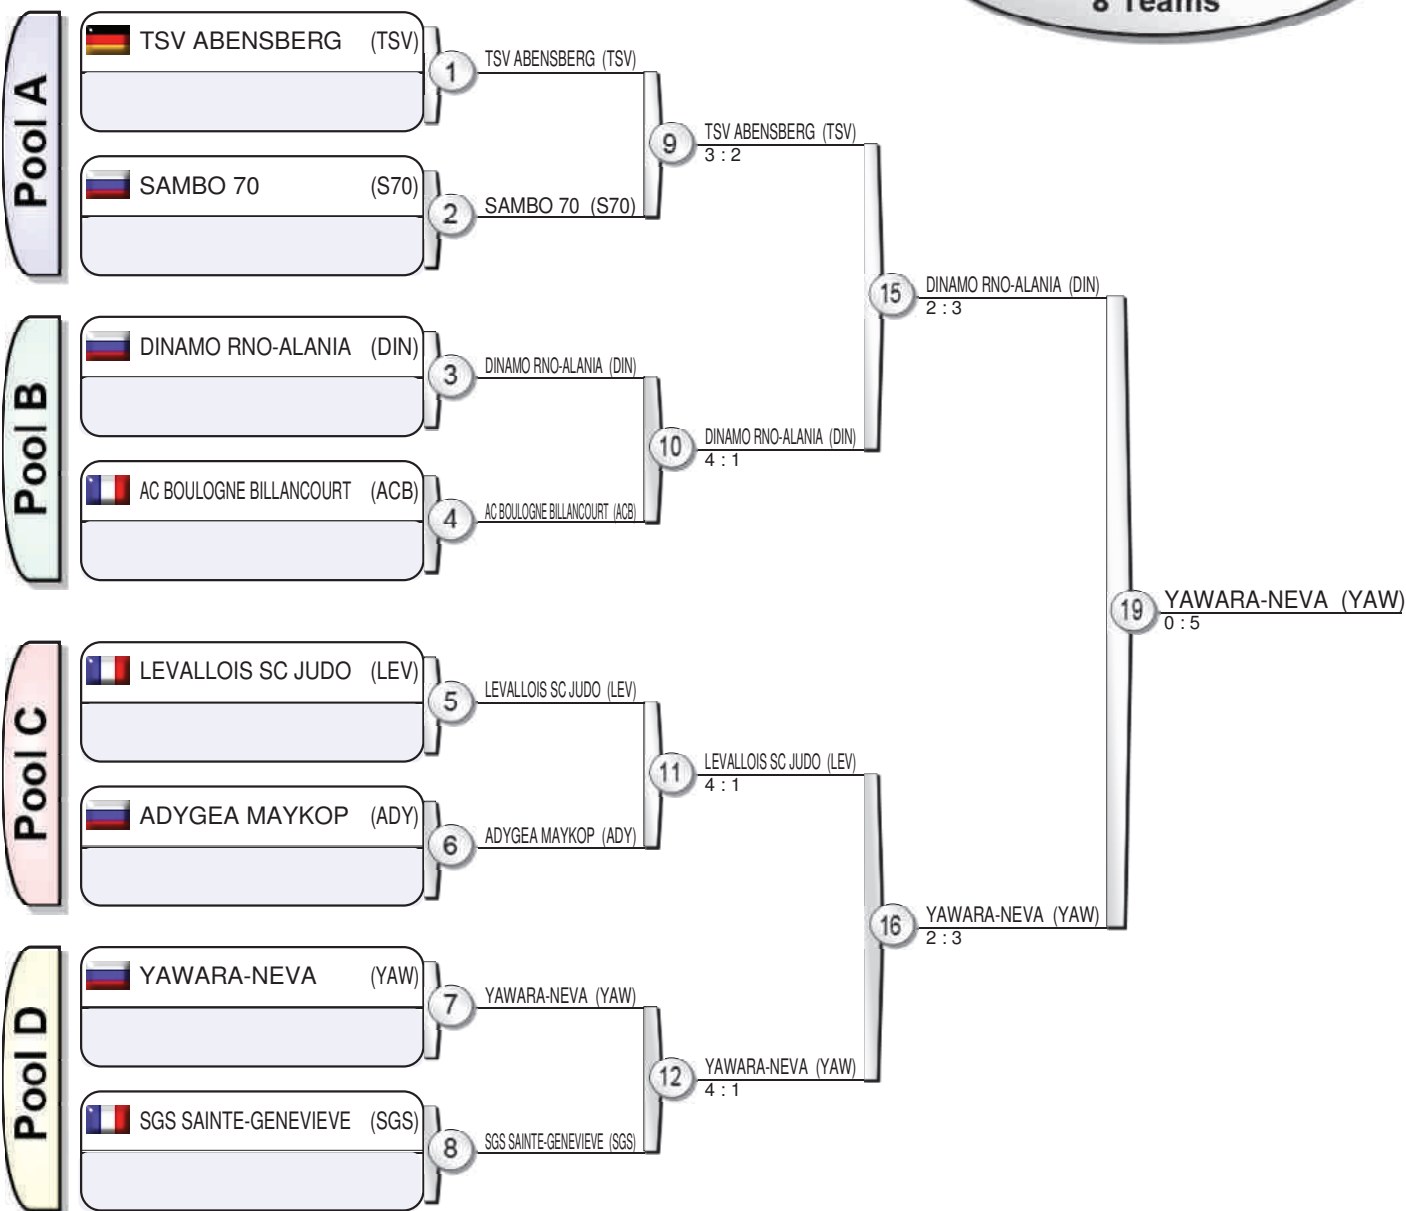 8 Teams
Pool A
TSV ABENSBERG (TSV)
1
TSV ABENSBERG (TSV)
SAMBO 70 (S70)
2
SAMBO 70 (S70)
9
TSV ABENSBERG (TSV)
3 : 2
Pool B
DINAMO RNO-ALANIA (DIN)
3
DINAMO RNO-ALANIA (DIN)
AC BOULOGNE BILLANCOURT (ACB)
4
AC BOULOGNE BILLANCOURT (ACB)
10
DINAMO RNO-ALANIA (DIN)
4 : 1
15
DINAMO RNO-ALANIA (DIN)
2 : 3
Pool C
LEVALLOIS SC JUDO (LEV)
5
LEVALLOIS SC JUDO (LEV)
ADYGEA MAYKOP (ADY)
6
ADYGEA MAYKOP (ADY)
11
LEVALLOIS SC JUDO (LEV)
4 : 1
Pool D
YAWARA-NEVA (YAW)
7
YAWARA-NEVA (YAW)
SGS SAINTE-GENEVIEVE (SGS)
8
SGS SAINTE-GENEVIEVE (SGS)
12
YAWARA-NEVA (YAW)
4 : 1
16
YAWARA-NEVA (YAW)
2 : 3
19
YAWARA-NEVA (YAW)
0 : 5